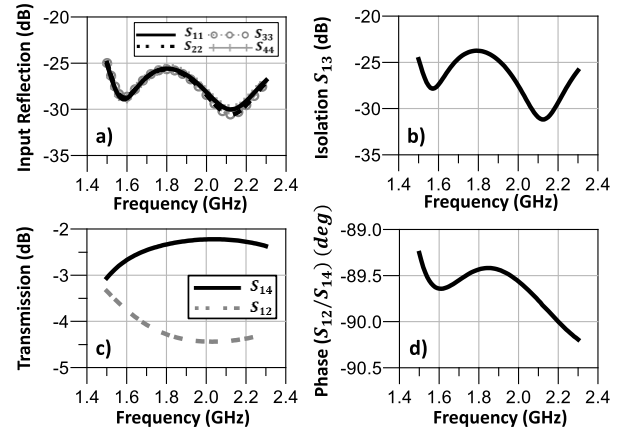 Input Reflection (dB)
-20
-25
-30
-35
S11 S33
S22 S44
a)
1.4 1.6 1.8 2.0 2.2 2.4
Frequency (GHz)
Isolation S13 (dB)
-20
-25
-30
-35
b)
1.4 1.6 1.8 2.0 2.2 2.4
Frequency (GHz)
Transmission (dB)
-2
-3
-4
-5
S14
S12
c)
1.4 1.6 1.8 2.0 2.2 2.4
Frequency (GHz)
Phase (S12/S14) (deg)
-89.0
-89.5
-90.0
-90.5
d)
1.4 1.6 1.8 2.0 2.2 2.4
Frequency (GHz)